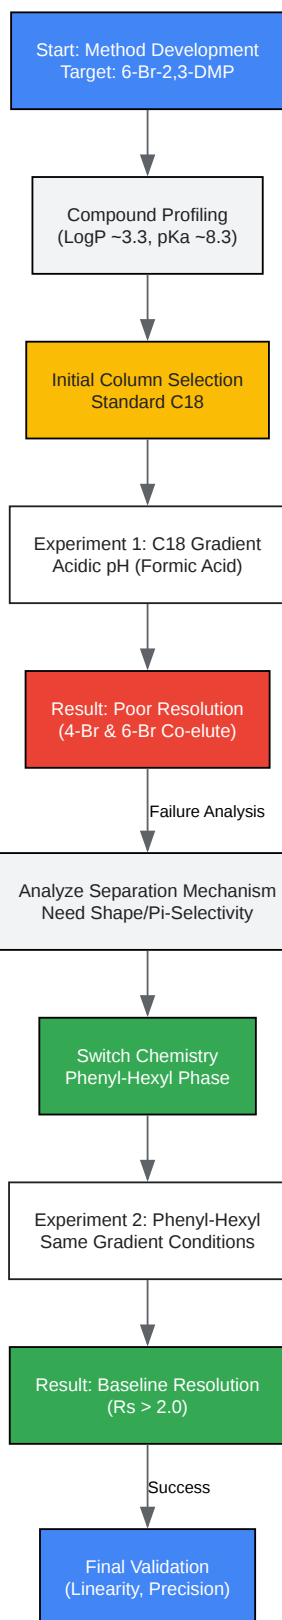 Start: Method Development
Target: 6-Br-2,3-DMP
Compound Profiling
(LogP ~3.3, pKa ~8.3)
Initial Column Selection
Standard C18
Experiment 1: C18 Gradient
Acidic pH (Formic Acid)
Result: Poor Resolution
(4-Br & 6-Br Co-elute)
Failure Analysis
Analyze Separation Mechanism
Need Shape/Pi-Selectivity
Switch Chemistry
Phenyl-Hexyl Phase
Experiment 2: Phenyl-Hexyl
Same Gradient Conditions
Result: Baseline Resolution
(Rs > 2.0)
Success
Final Validation
(Linearity, Precision)